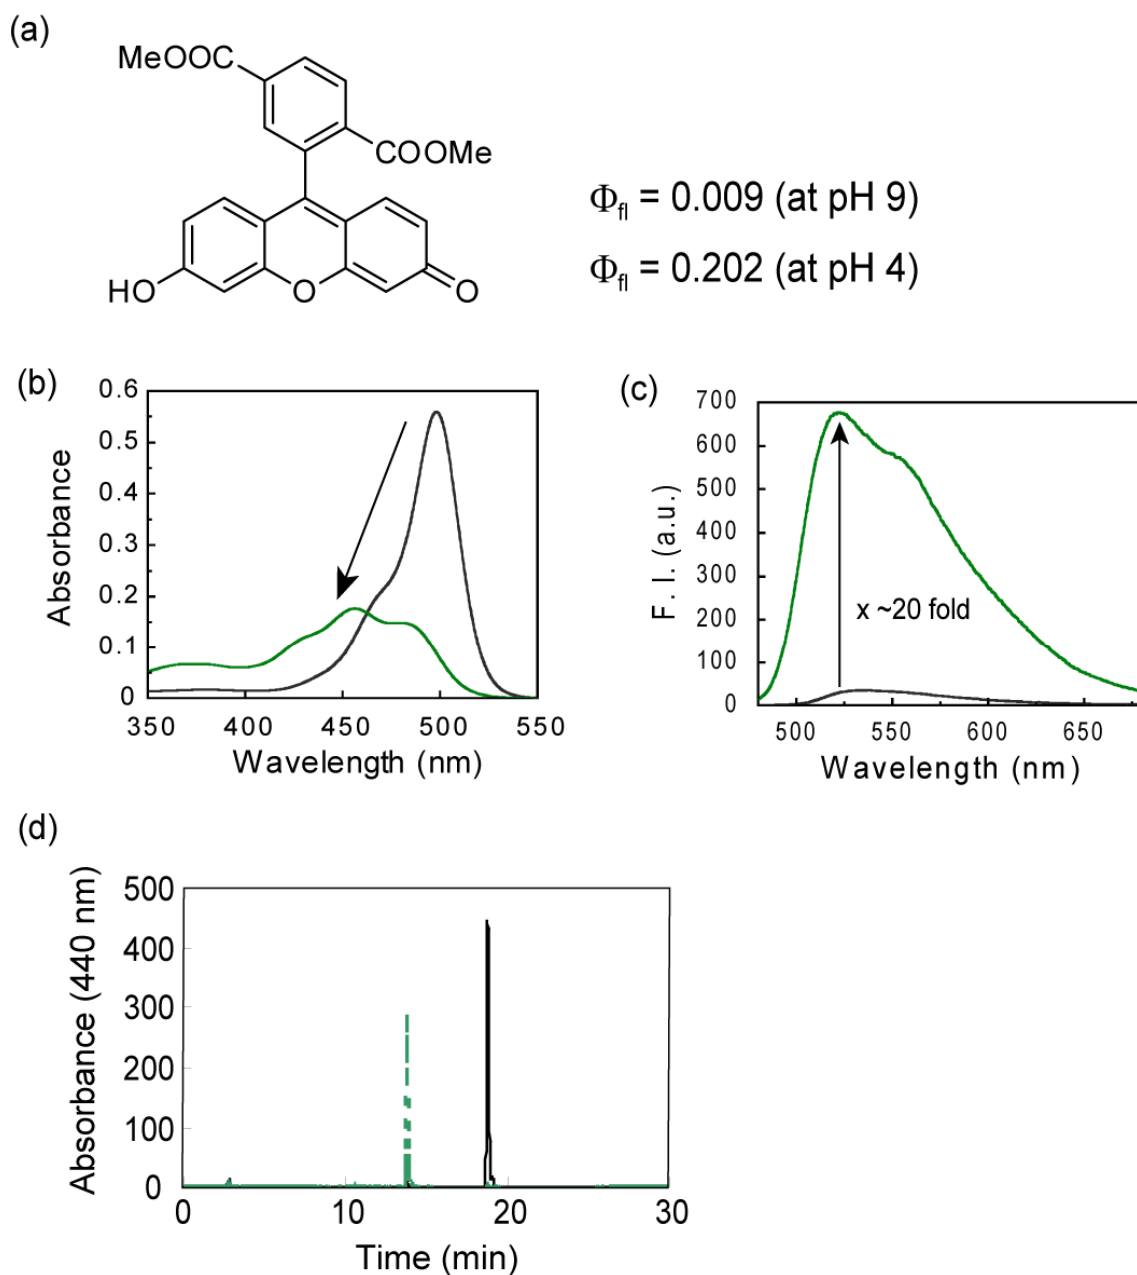 (a)
MeOOC
COOMe
HO
O
O
Φfl = 0.009 (at pH 9)
Φfl = 0.202 (at pH 4)
(b)
Absorbance
0.6
0.5
0.4
0.3
0.2
0.1
0
350 400 450 500 550
Wavelength (nm)
(c)
F. I. (a.u.)
700
600
500
400
300
200
100
0
x ~20 fold
500 550 600 650
Wavelength (nm)
(d)
Absorbance (440 nm)
500
400
300
200
100
0
0 10 20 30
Time (min)